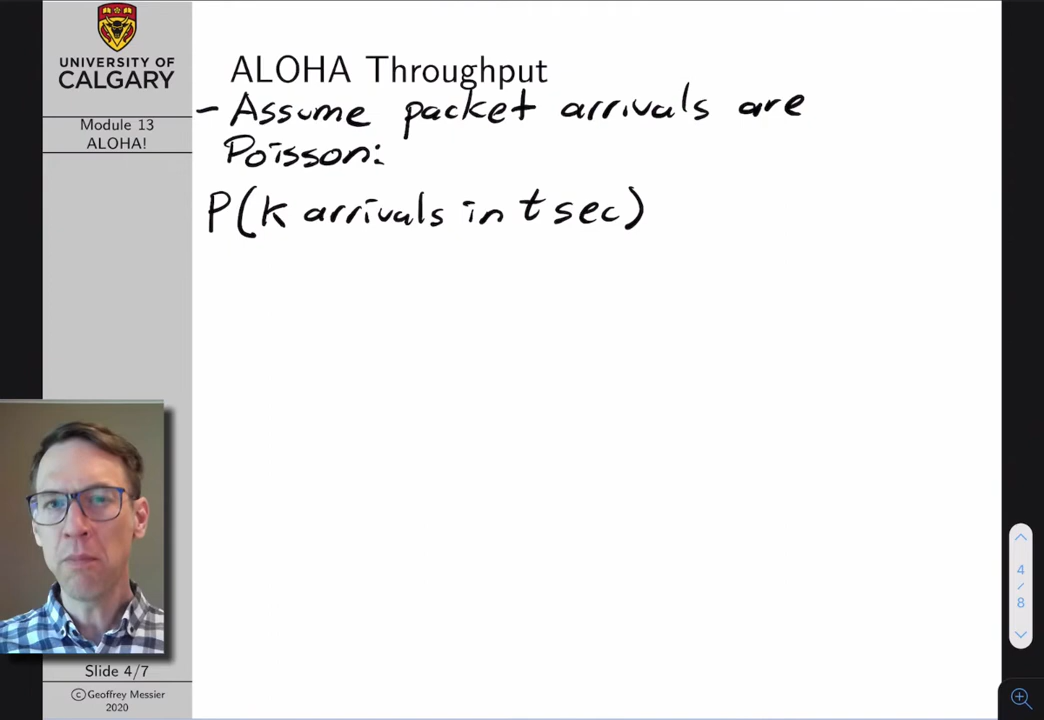 UNIVERSITY OF
CALGARY
Module 13
ALOHA!
ALOHA Throughput
- Assume packet arrivals are
Poisson:
P(k arrivals in t sec)
4
/
8
Slide 4/7
© Geoffrey Messier
2020